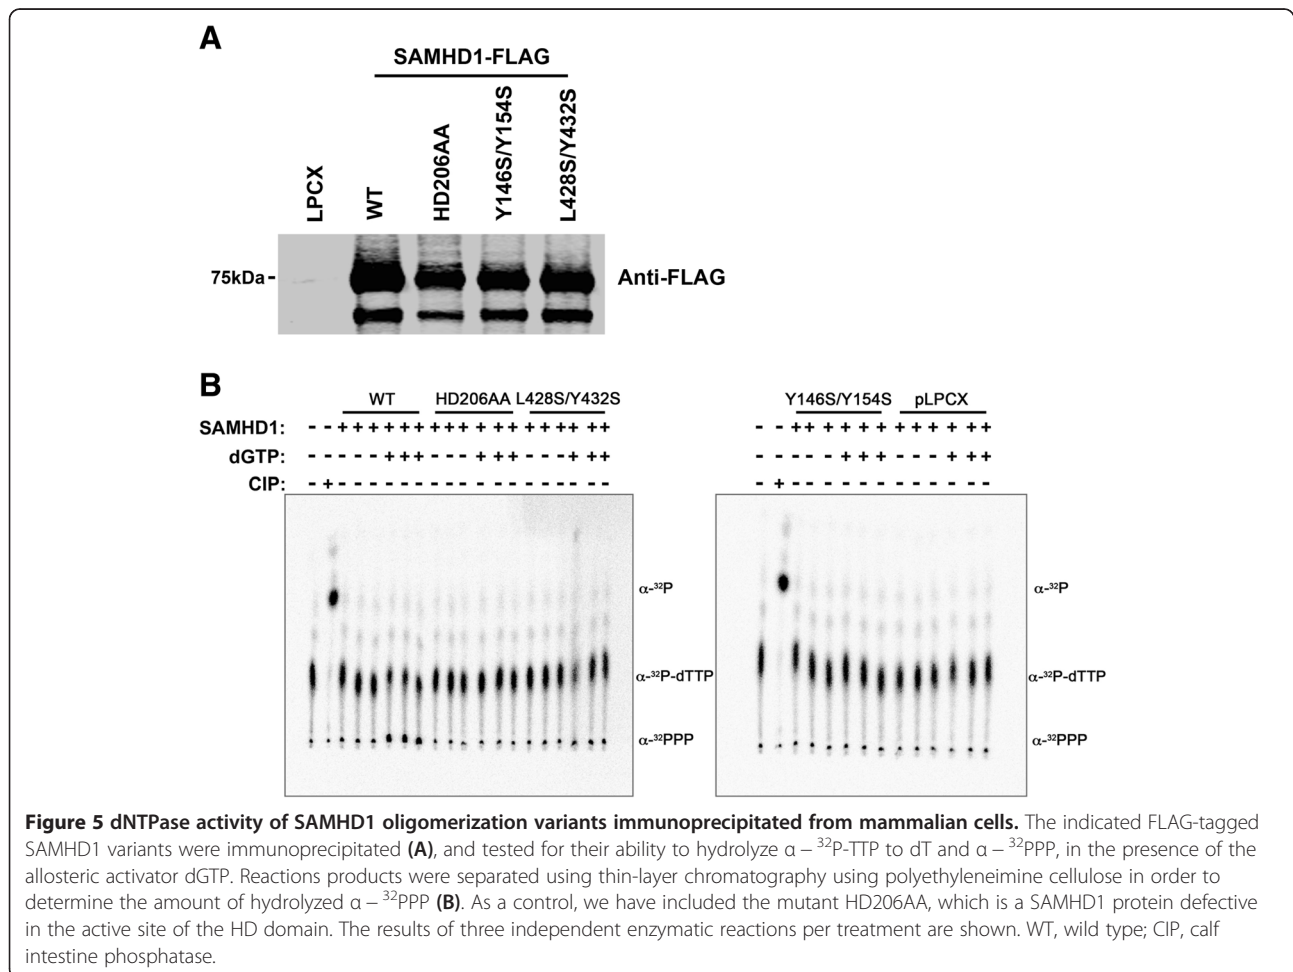 A
SAMHD1-FLAG
LPCX
WT
HD206AA
Y146S/Y154S
L428S/Y432S
75kDa-
Anti-FLAG
B
WT HD206AA L428S/Y432S
SAMHD1: - - + + + + + + + + + + + + + + + + + +
dGTP: - - - - - + + + - - - + + + - - - + + +
CIP: - + - - - - - - - - - - - - - - - - - -
α-³²P
α-³²P-dTTP
α-³²PPP
Y146S/Y154S pLPCX
- - + + + + + + + + + + + +
- - - - - + + + - - - + + +
- + - - - - - - - - - - - -
α-³²P
α-³²P-dTTP
α-³²PPP
Figure 5 dNTPase activity of SAMHD1 oligomerization variants immunoprecipitated from mammalian cells. The indicated FLAG-tagged
SAMHD1 variants were immunoprecipitated (A), and tested for their ability to hydrolyze α − ³²P-TTP to dT and α − ³²PPP, in the presence of the
allosteric activator dGTP. Reactions products were separated using thin-layer chromatography using polyethyleneimine cellulose in order to
determine the amount of hydrolyzed α − ³²PPP (B). As a control, we have included the mutant HD206AA, which is a SAMHD1 protein defective
in the active site of the HD domain. The results of three independent enzymatic reactions per treatment are shown. WT, wild type; CIP, calf
intestine phosphatase.